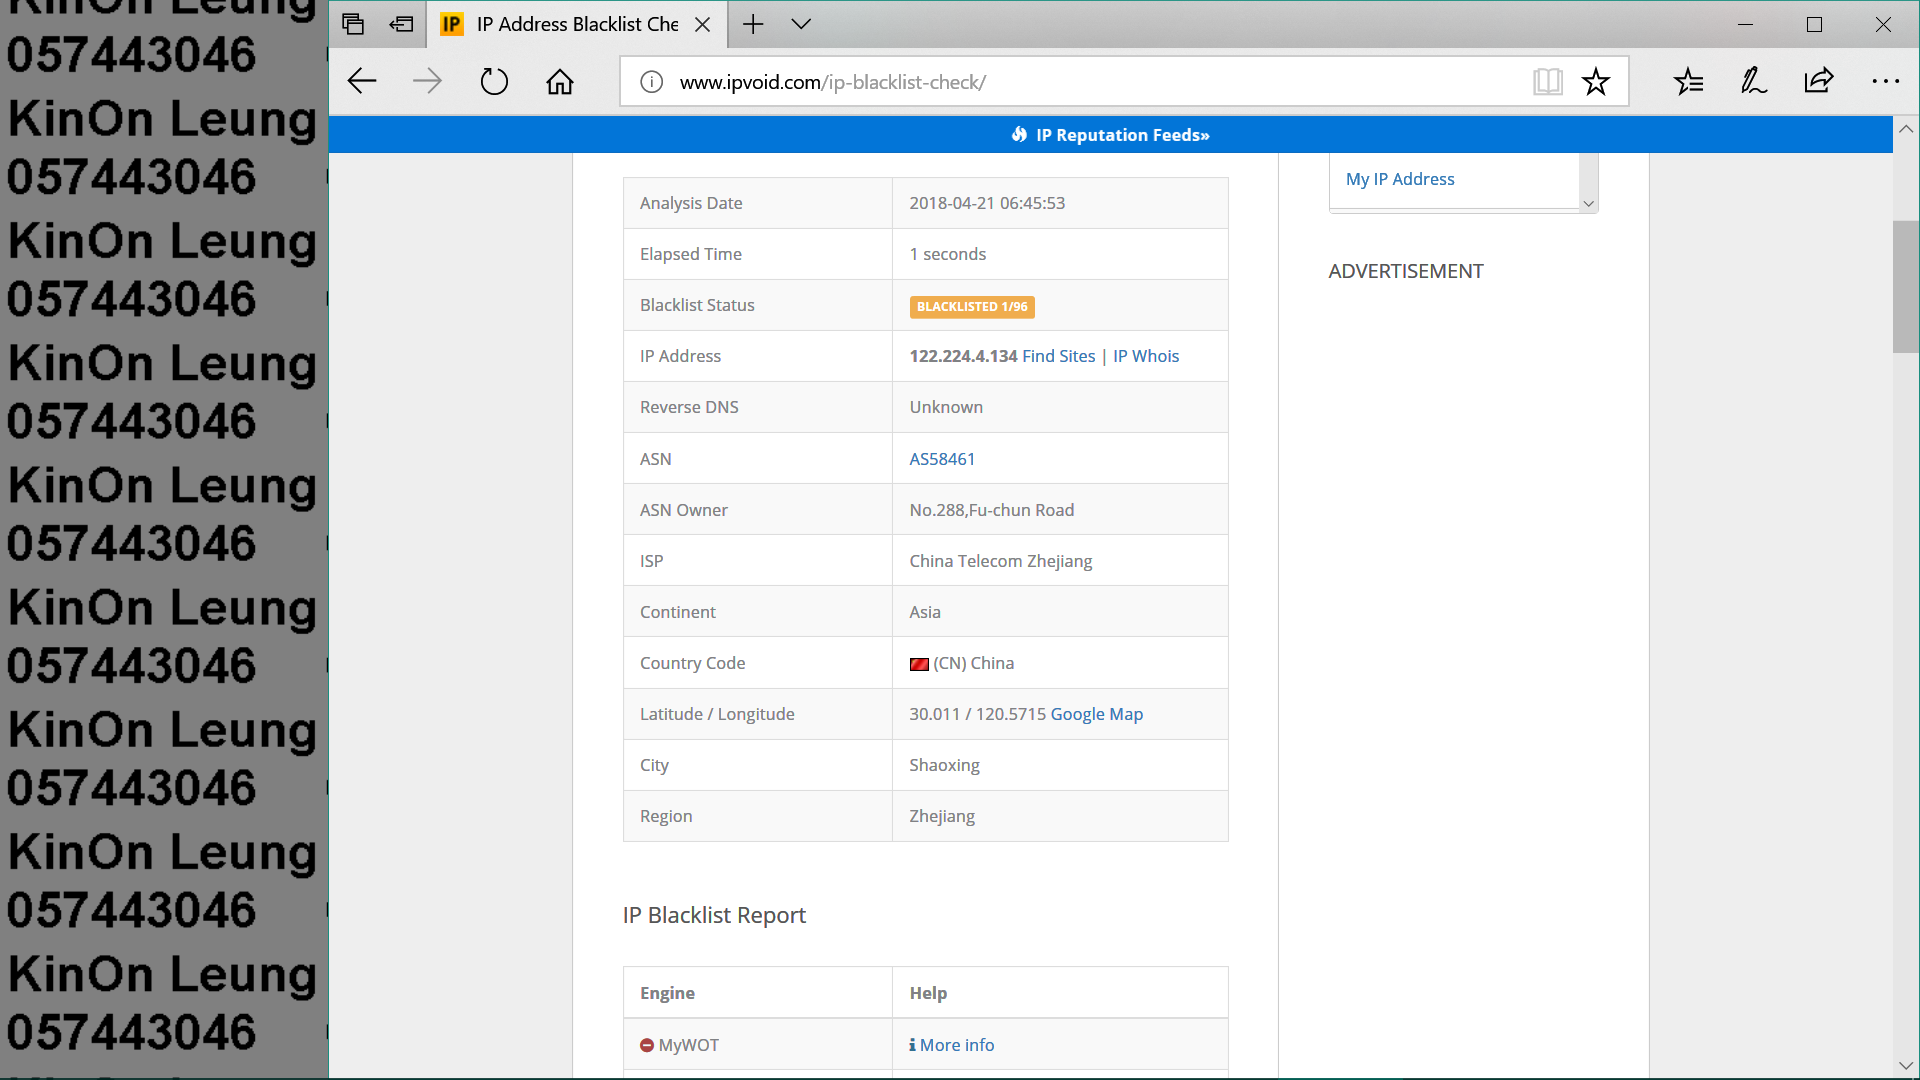 KinOn Leung
057443046
KinOn Leung
057443046
KinOn Leung
057443046
KinOn Leung
057443046
KinOn Leung
057443046
KinOn Leung
057443046
KinOn Leung
057443046
KinOn Leung
057443046
KinOn Leung
057443046
IP IP Address Blacklist Che
www.ipvoid.com/ip-blacklist-check/
IP Reputation Feeds»
My IP Address
ADVERTISEMENT
Analysis Date 2018-04-21 06:45:53
Elapsed Time 1 seconds
Blacklist Status BLACKLISTED 1/96
IP Address 122.224.4.134 Find Sites | IP Whois
Reverse DNS Unknown
ASN AS58461
ASN Owner No.288,Fu-chun Road
ISP China Telecom Zhejiang
Continent Asia
Country Code (CN) China
Latitude / Longitude 30.011 / 120.5715 Google Map
City Shaoxing
Region Zhejiang
IP Blacklist Report
Engine Help
MyWOT More info